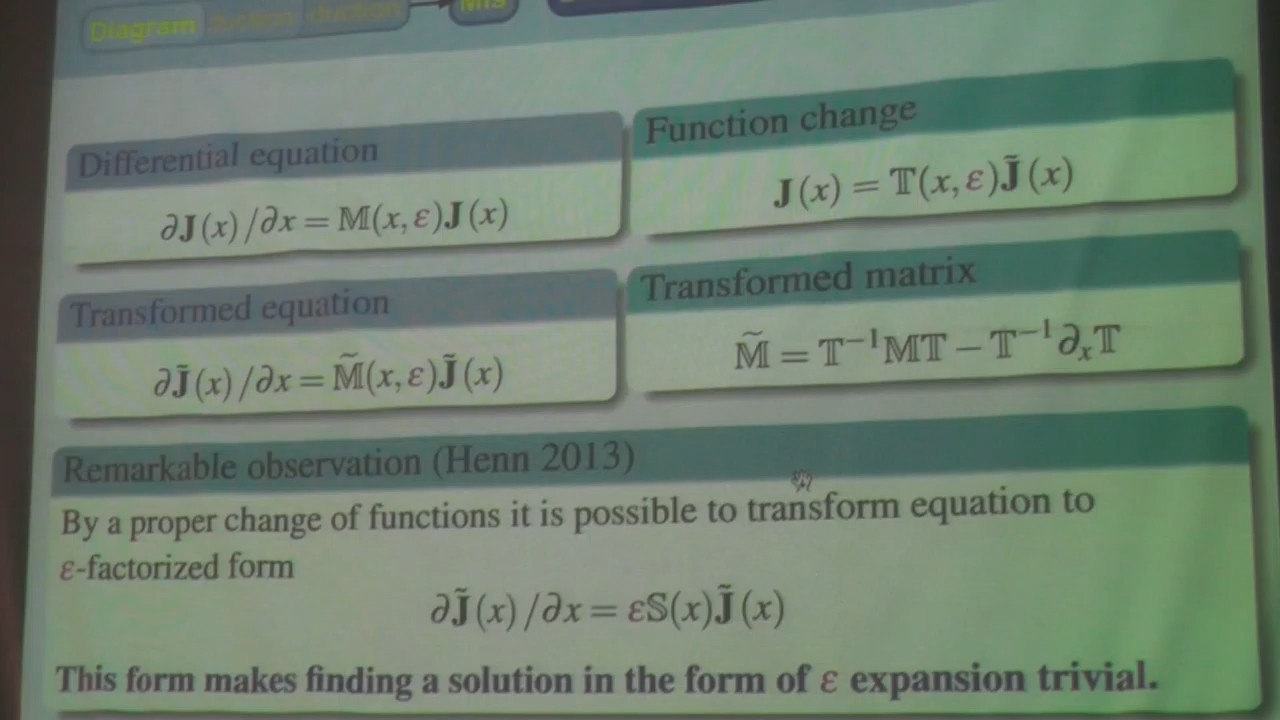 Diagram
MIs
Differential equation
∂J(x)/∂x = 𝕄(x,ε)J(x)
Function change
J(x) = 𝕋(x,ε)J̃(x)
Transformed equation
∂J̃(x)/∂x = 𝕄̃(x,ε)J̃(x)
Transformed matrix
𝕄̃ = 𝕋⁻¹𝕄𝕋 − 𝕋⁻¹∂ₓ𝕋
Remarkable observation (Henn 2013)
By a proper change of functions it is possible to transform equation to
ε-factorized form
∂J̃(x)/∂x = ε𝕊(x)J̃(x)
This form makes finding a solution in the form of ε expansion trivial.